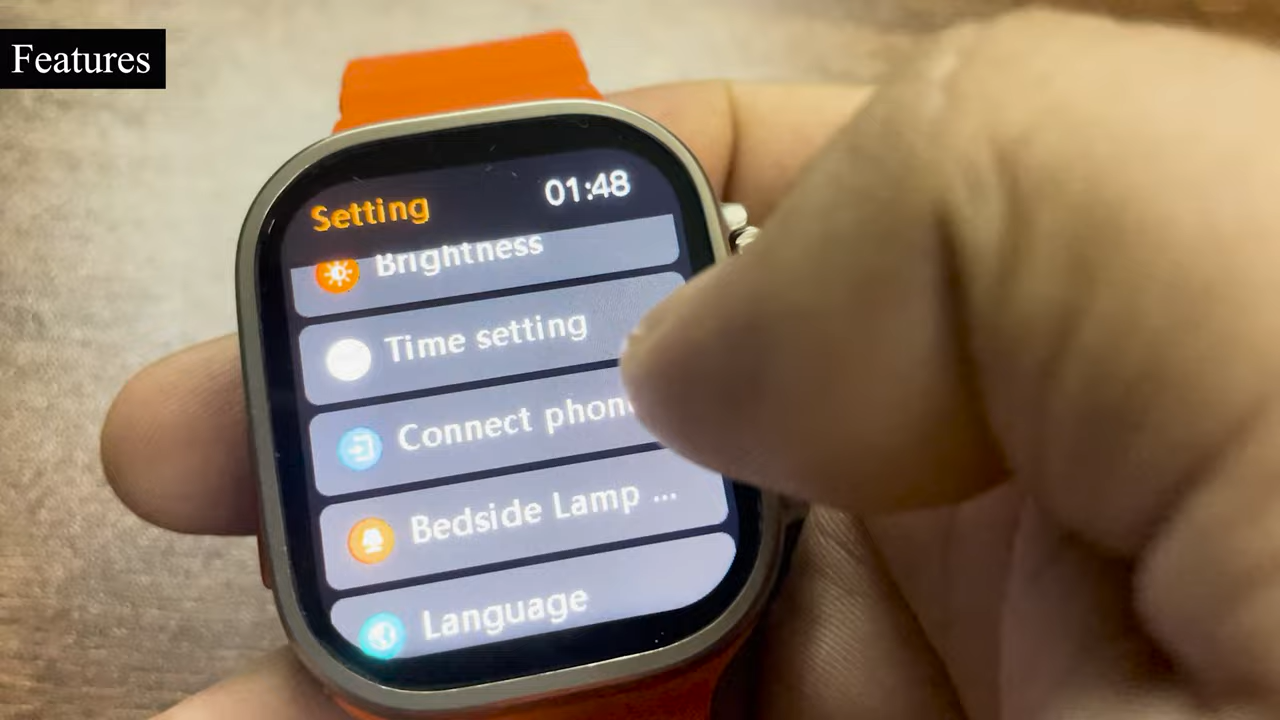 Features
Setting
01:48
Brightness
Time setting
Connect phon
Bedside Lamp ...
Language